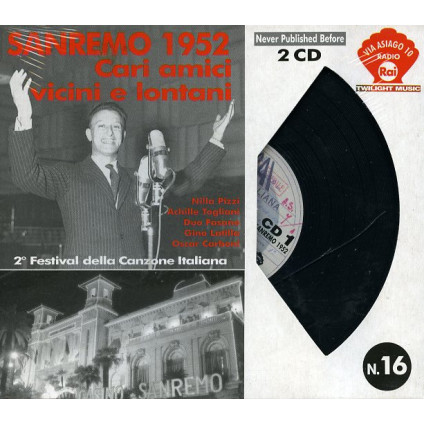 SANREMO 1952
Cari amici
vicini e lontani
Nilla Pizzi
Achille Togliani
Duo Fasano
Gino Latilla
Oscar Carboni
2° Festival della Canzone Italiana
CASINO
SANREMO
Never Published Before
2 CD
VIA ASIAGO 10
RADIO
Rai
TWILIGHT MUSIC
CD 1
SANREMO 1952
N.16